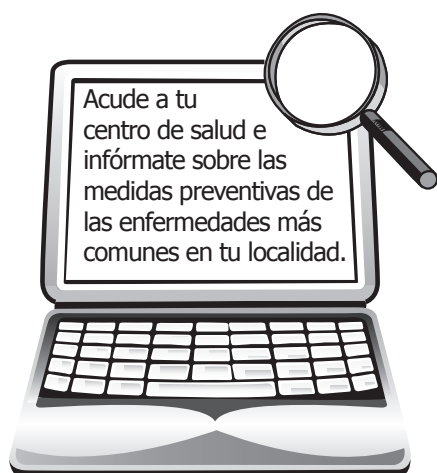 Acude a tu
centro de salud e
infórmate sobre las
medidas preventivas de
las enfermedades más
comunes en tu localidad.